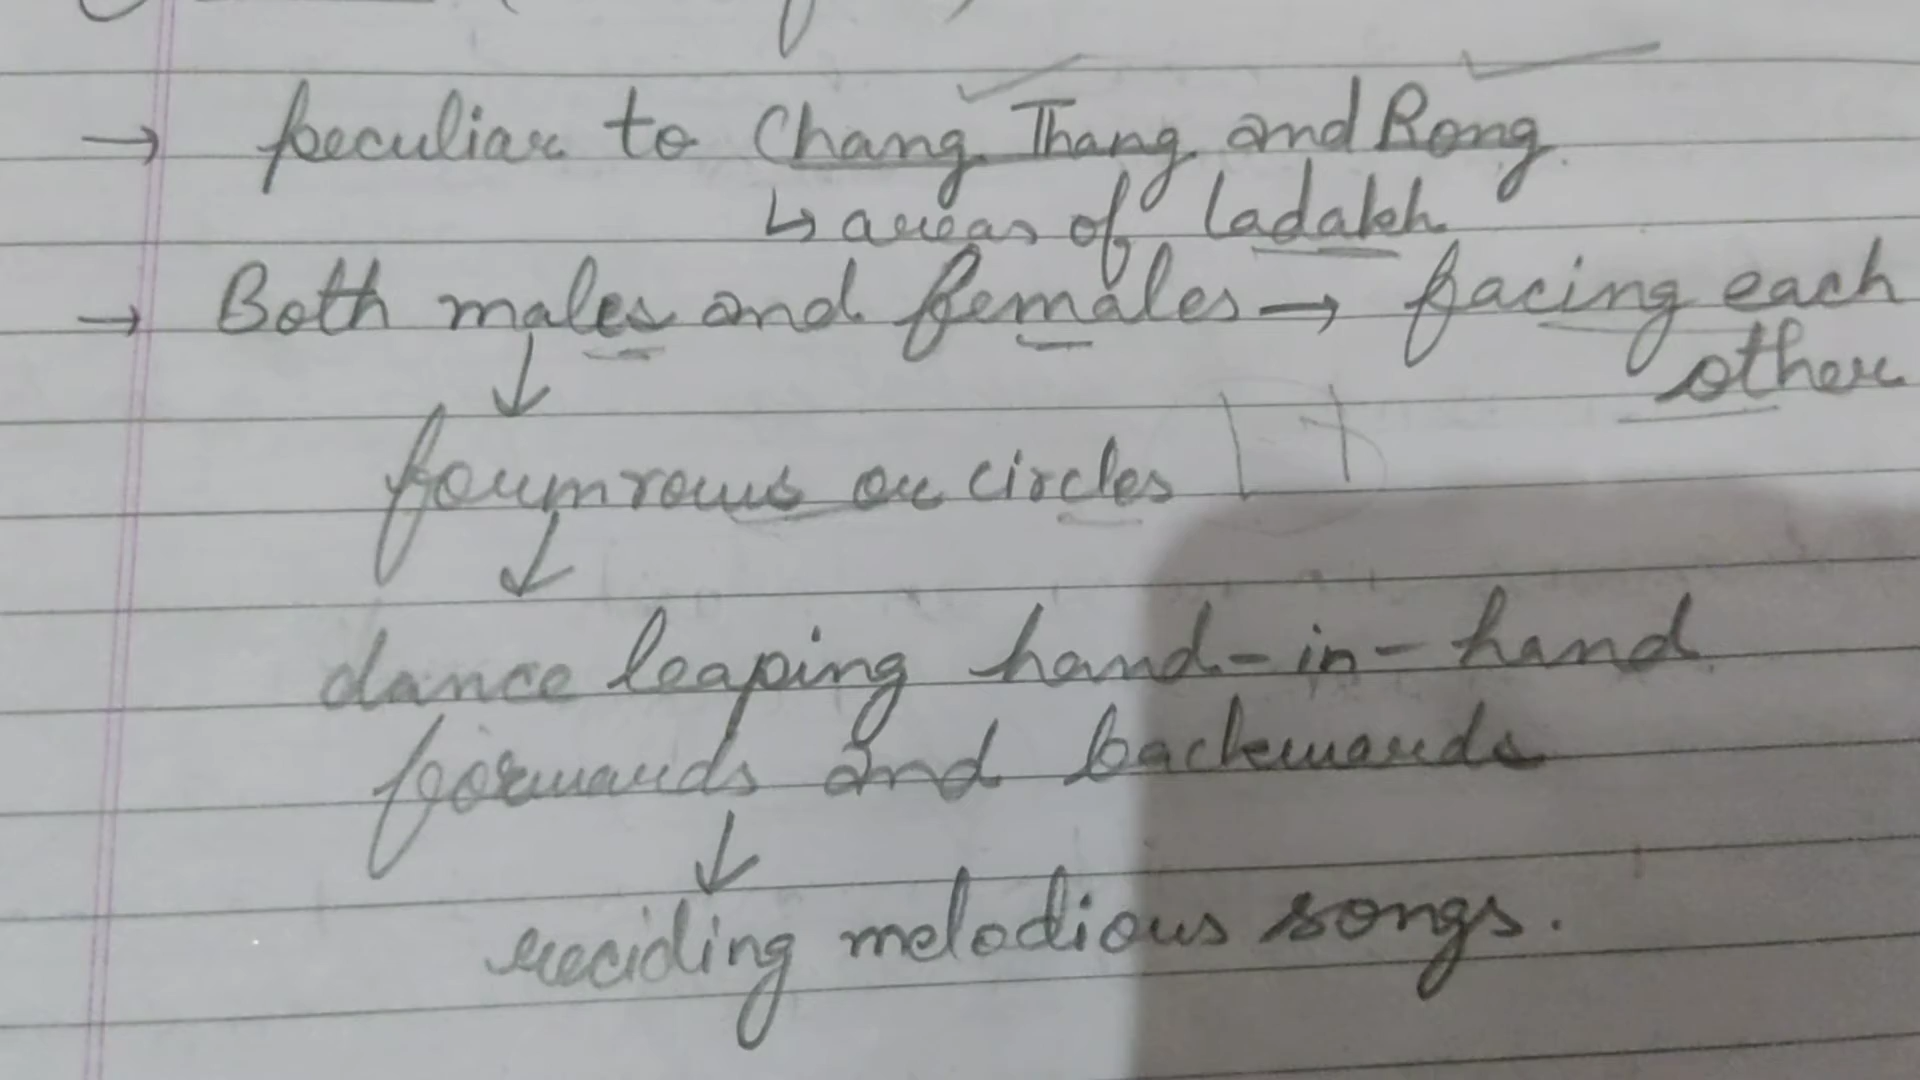 → peculiar to Chang Thang and Rong
↳ areas of Ladakh
→ Both males and females → facing each
other
↓
form rows or circles
↓
dance leaping hand-in-hand
forwards and backwards
↓
reciding melodious songs.